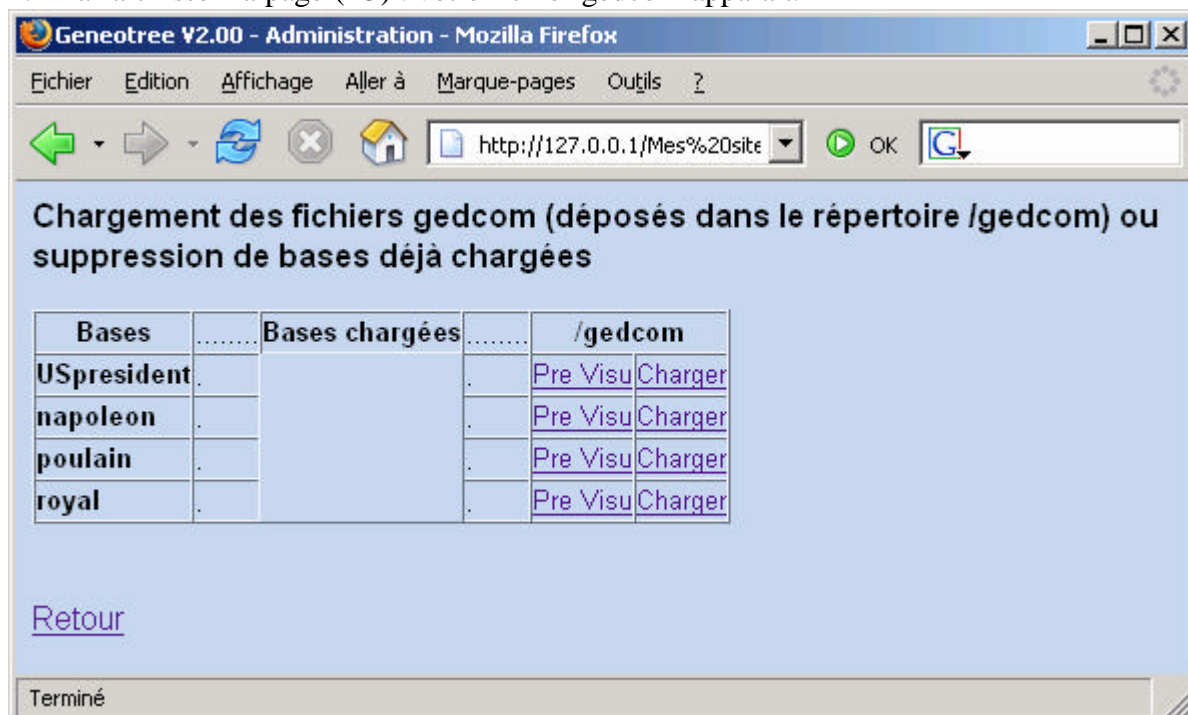 Geneotree V2.00 - Administration - Mozilla Firefox
Fichier Edition Affichage Aller à Marque-pages Outils ?
http://127.0.0.1/Mes%20site OK G
Chargement des fichiers gedcom (déposés dans le répertoire /gedcom) ou
suppression de bases déjà chargées
Bases ........ Bases chargées ........ /gedcom
USpresident . . Pre Visu Charger
napoleon . . Pre Visu Charger
poulain . . Pre Visu Charger
royal . . Pre Visu Charger
Retour
Terminé